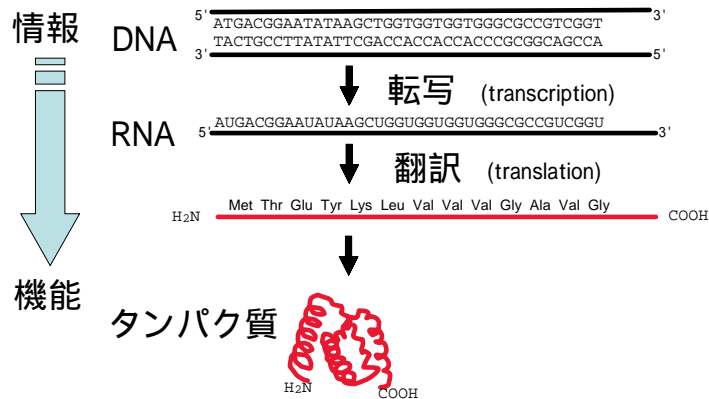 情報
5' 3'
DNA ATGACGGAATATAAGCTGGTGGTGGTGGGCGCCGTCGGT
TACTGCCTTATATTCGACCACCACCACCCGCGGCAGCCA
3' 5'
転写 (transcription)
RNA AUGACGGAAUAUAAGCUGGUGGUGGUGGGCGCCGUCGGU
5' 3'
翻訳 (translation)
Met Thr Glu Tyr Lys Leu Val Val Val Gly Ala Val Gly
H2N COOH
機能
タンパク質
H2N COOH